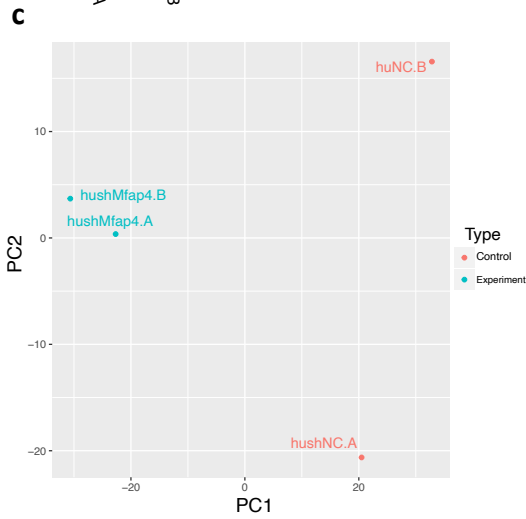 A
B
c
huNC.B
10
hushMfap4.B
hushMfap4.A
0
PC2
Type
Control
Experiment
−10
hushNC.A
−20
−20
0
20
PC1